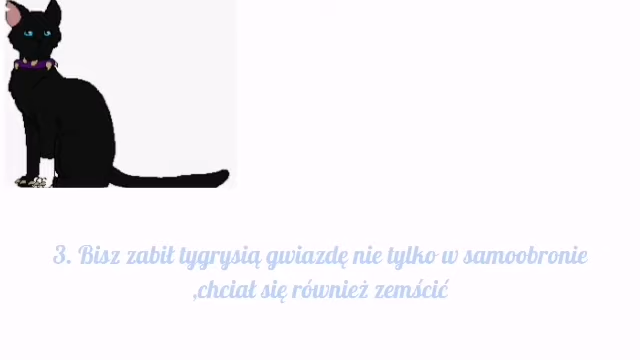 3. Bisz zabił tygrysią gwiazdę nie tylko w samoobronie
,chciał się również zemścić